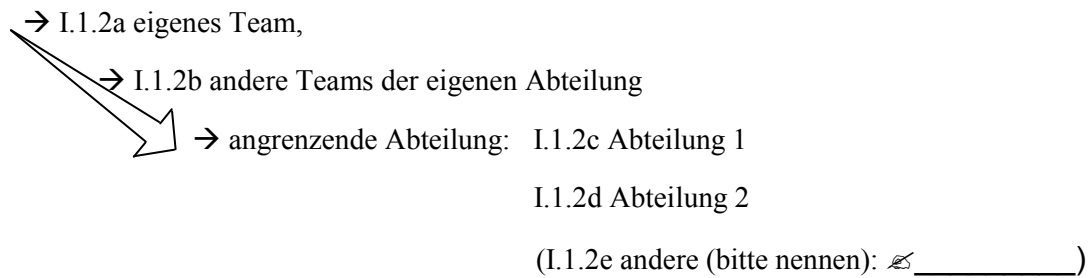 → I.1.2a eigenes Team,
→ I.1.2b andere Teams der eigenen Abteilung
→ angrenzende Abteilung: I.1.2c Abteilung 1
I.1.2d Abteilung 2
(I.1.2e andere (bitte nennen): ✍____________)